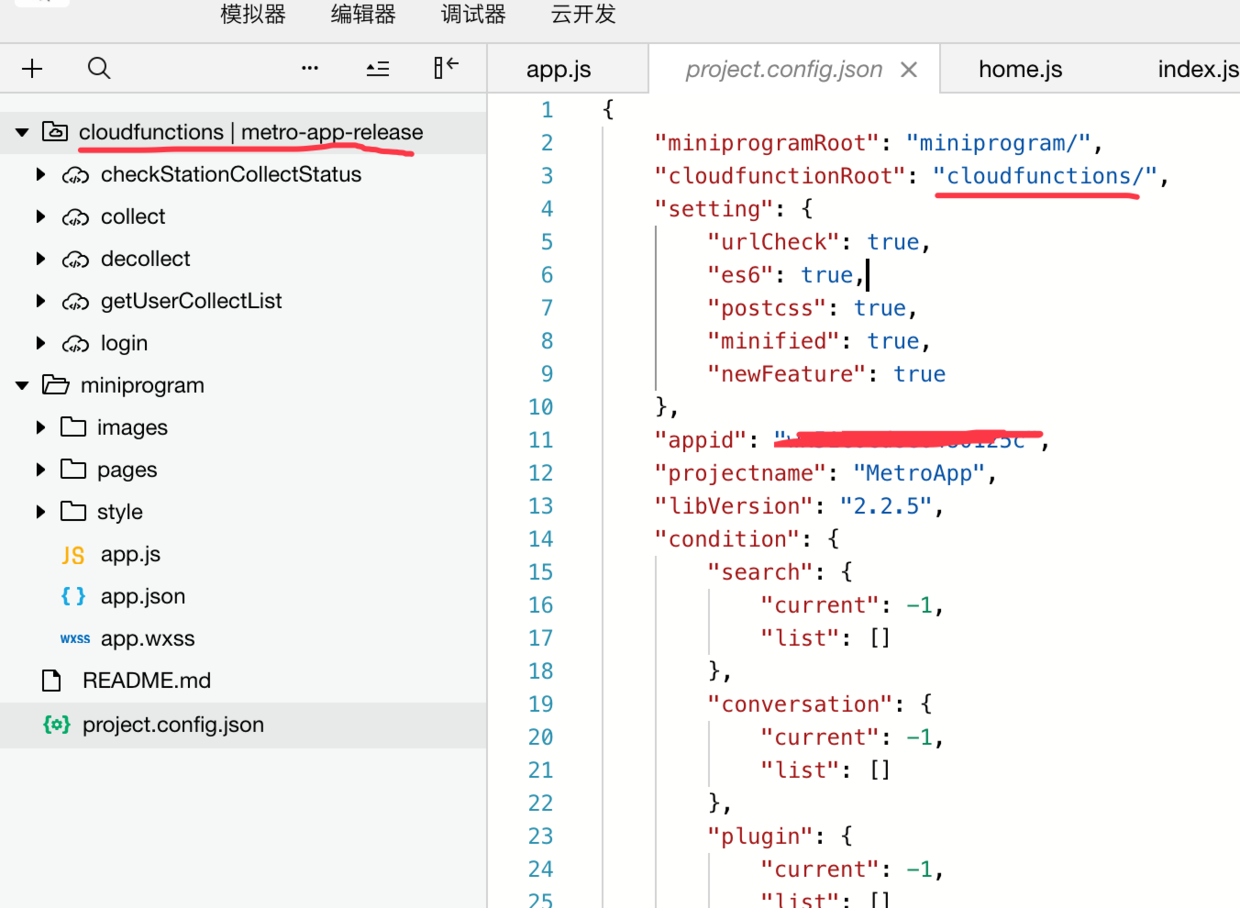 模拟器 编辑器 调试器 云开发
app.js project.config.json home.js index.js
cloudfunctions | metro-app-release
checkStationCollectStatus
collect
decollect
getUserCollectList
login
miniprogram
images
pages
style
JS app.js
{ } app.json
wxss app.wxss
README.md
project.config.json
1 {
2 "miniprogramRoot": "miniprogram/",
3 "cloudfunctionRoot": "cloudfunctions/",
4 "setting": {
5 "urlCheck": true,
6 "es6": true,
7 "postcss": true,
8 "minified": true,
9 "newFeature": true
10 },
11 "appid": " ",
12 "projectname": "MetroApp",
13 "libVersion": "2.2.5",
14 "condition": {
15 "search": {
16 "current": -1,
17 "list": []
18 },
19 "conversation": {
20 "current": -1,
21 "list": []
22 },
23 "plugin": {
24 "current": -1,
25 "list": []